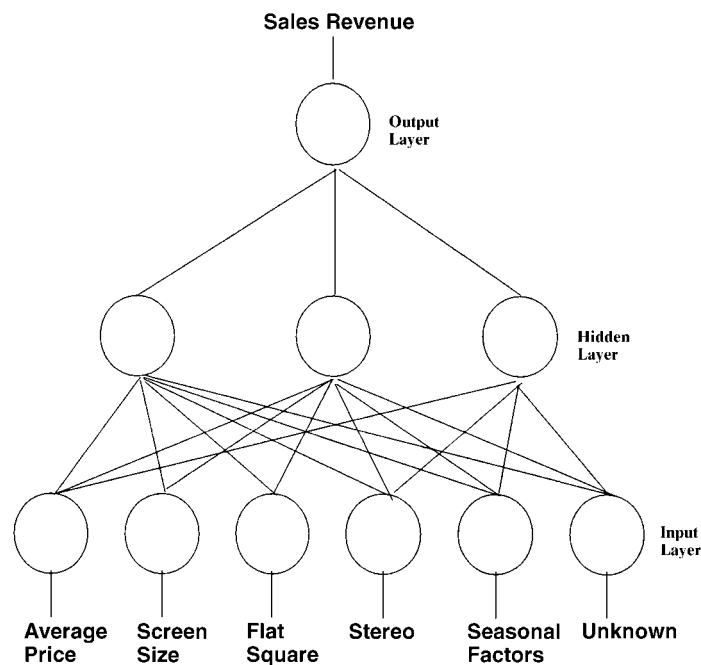 Sales Revenue
Output
Layer
Hidden
Layer
Input
Layer
Average
Price
Screen
Size
Flat
Square
Stereo
Seasonal
Factors
Unknown